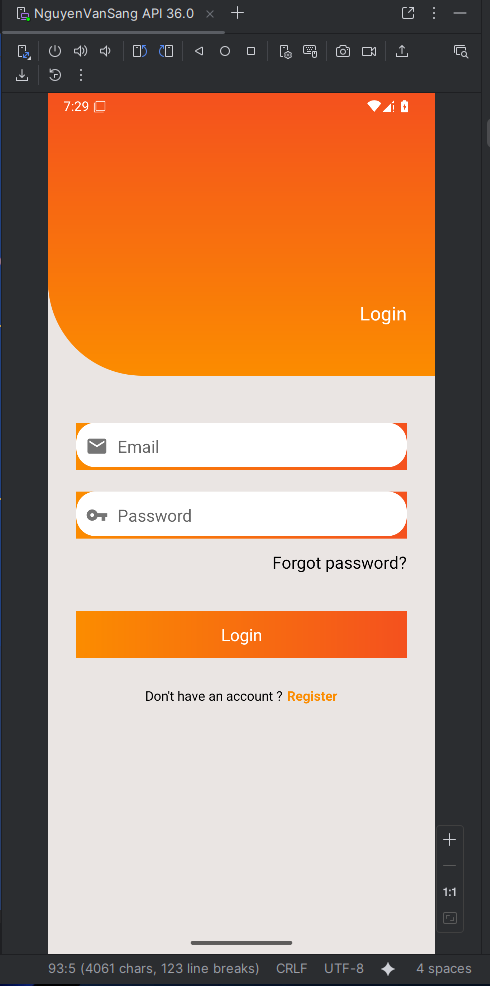 NguyenVanSang API 36.0
7:29
Login
Email
Password
Forgot password?
Login
Don't have an account ? Register
1:1
93:5 (4061 chars, 123 line breaks) CRLF UTF-8 4 spaces